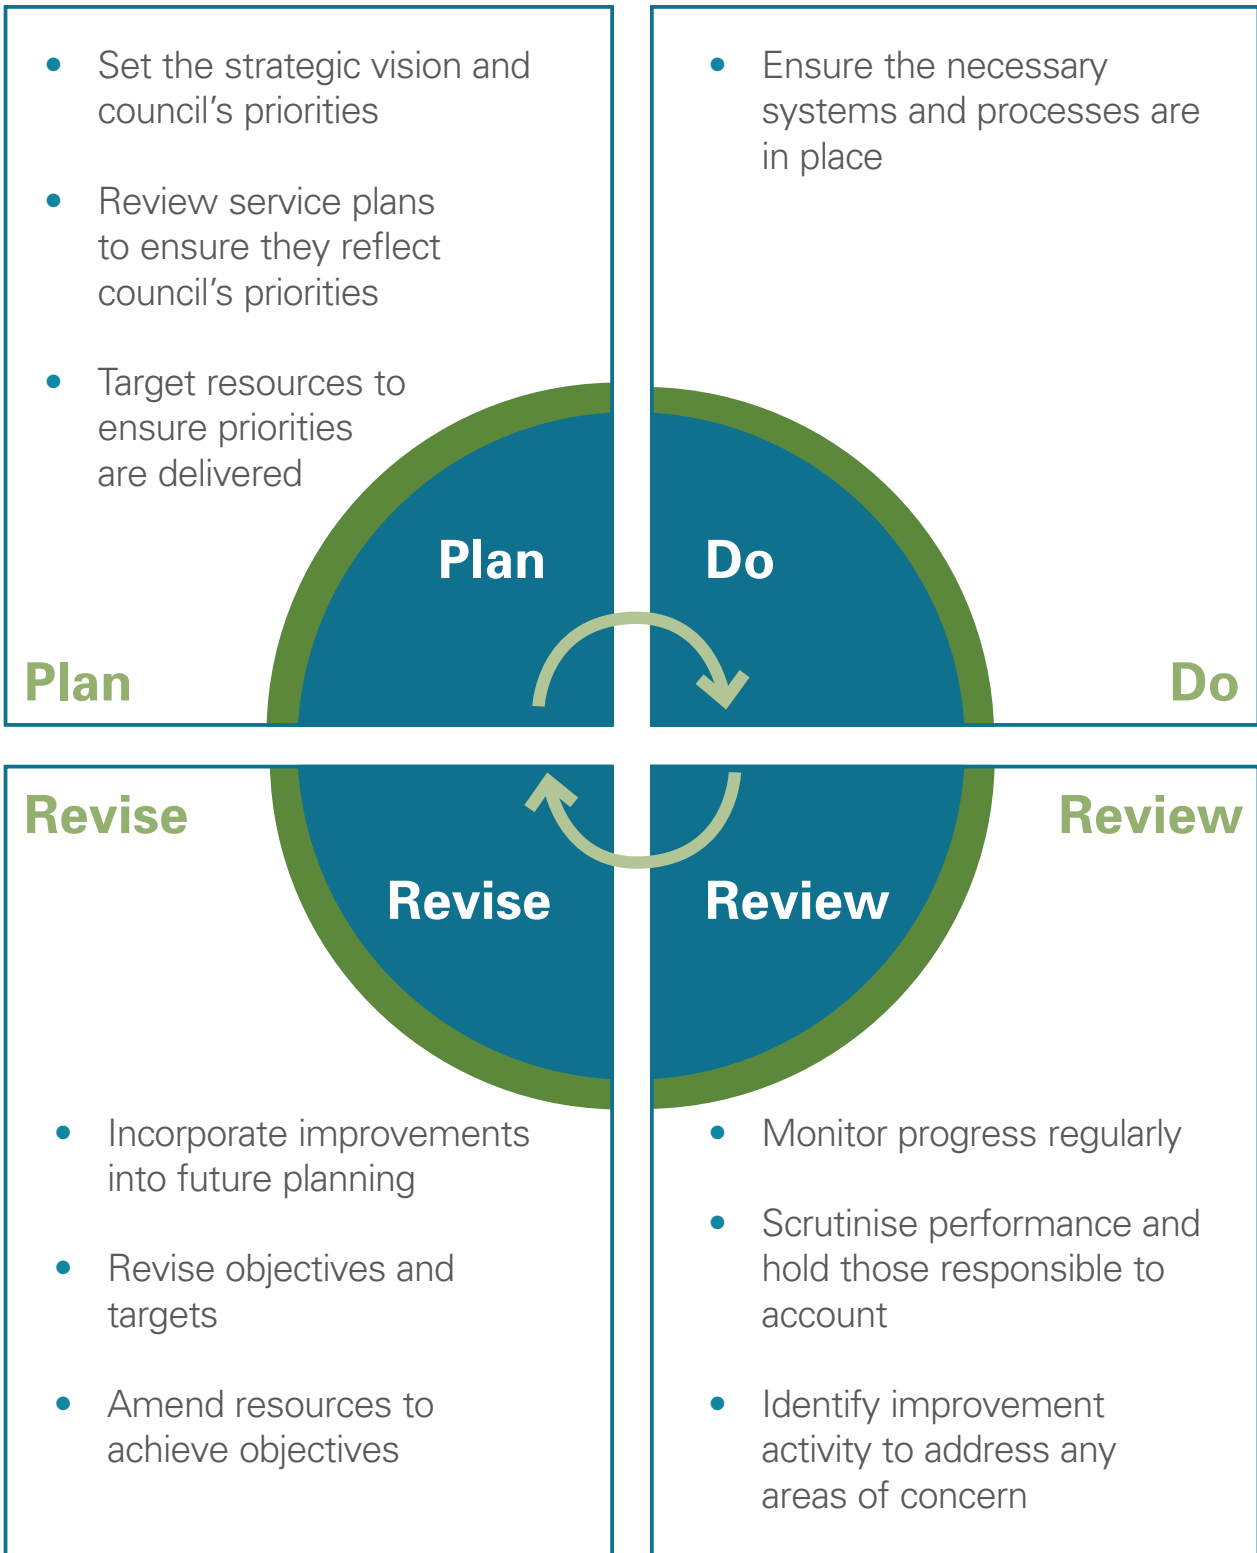 Set the strategic vision and
council’s priorities
Review service plans
to ensure they reflect
council’s priorities
Target resources to
ensure priorities
are delivered
Plan
Plan
Ensure the necessary
systems and processes are
in place
Do
Do
Revise
Revise
Incorporate improvements
into future planning
Revise objectives and
targets
Amend resources to
achieve objectives
Review
Review
Monitor progress regularly
Scrutinise performance and
hold those responsible to
account
Identify improvement
activity to address any
areas of concern